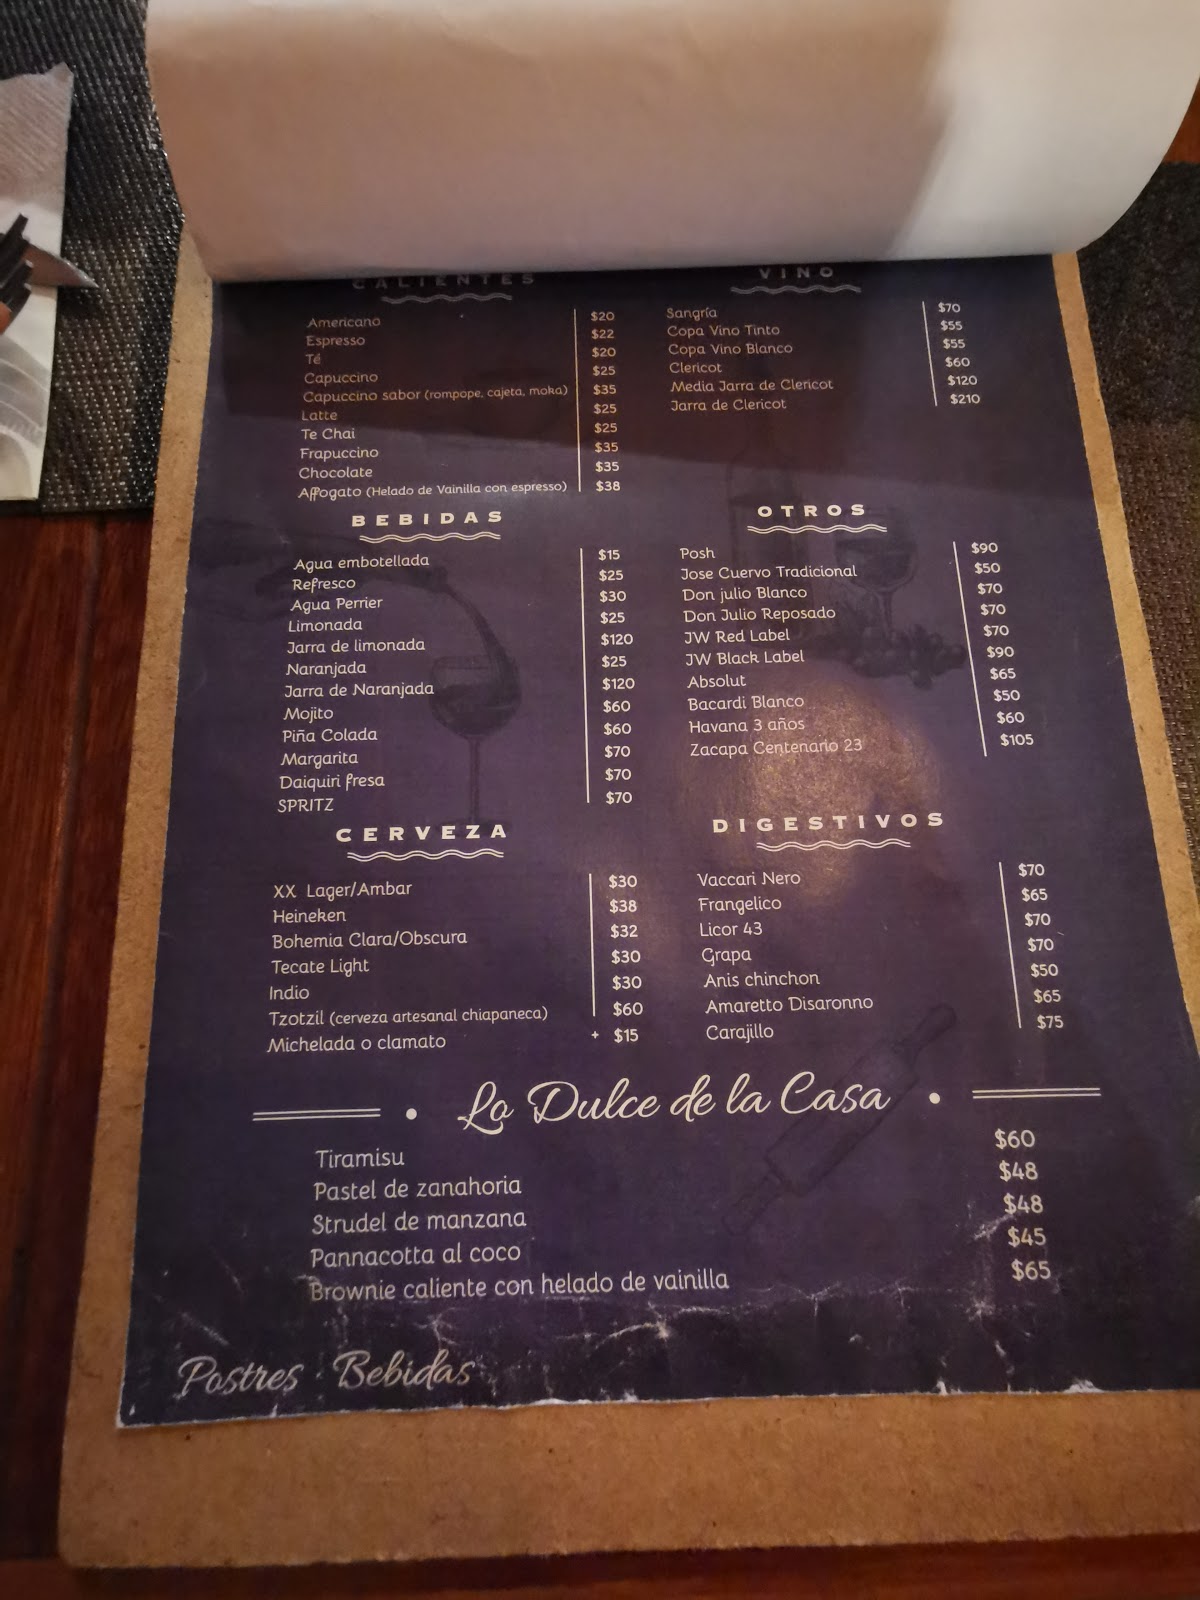 CALIENTES
Americano $20
Espresso $22
Té $20
Capuccino $25
Capuccino sabor (rompope, cajeta, moka) $35
Latte $25
Te Chai $25
Frapuccino $35
Chocolate $35
Affogato (Helado de Vainilla con espresso) $38
BEBIDAS
Agua embotellada $15
Refresco $25
Agua Perrier $30
Limonada $25
Jarra de limonada $120
Naranjada $25
Jarra de Naranjada $120
Mojito $60
Piña Colada $60
Margarita $70
Daiquiri fresa $70
SPRITZ $70
CERVEZA
XX Lager/Ambar $30
Heineken $38
Bohemia Clara/Obscura $32
Tecate Light $30
Indio $30
Tzotzil (cerveza artesanal chiapaneca) $60
Michelada o clamato + $15
VINO
Sangría $70
Copa Vino Tinto $55
Copa Vino Blanco $55
Clericot $60
Media Jarra de Clericot $120
Jarra de Clericot $210
OTROS
Posh $90
Jose Cuervo Tradicional $50
Don julio Blanco $70
Don Julio Reposado $70
JW Red Label $70
JW Black Label $90
Absolut $65
Bacardi Blanco $50
Havana 3 años $60
Zacapa Centenario 23 $105
DIGESTIVOS
Vaccari Nero $70
Frangelico $65
Licor 43 $70
Grapa $70
Anis chinchon $50
Amaretto Disaronno $65
Carajillo $75
Lo Dulce de la Casa
Tiramisu $60
Pastel de zanahoria $48
Strudel de manzana $48
Pannacotta al coco $45
Brownie caliente con helado de vainilla $65
Postres · Bebidas